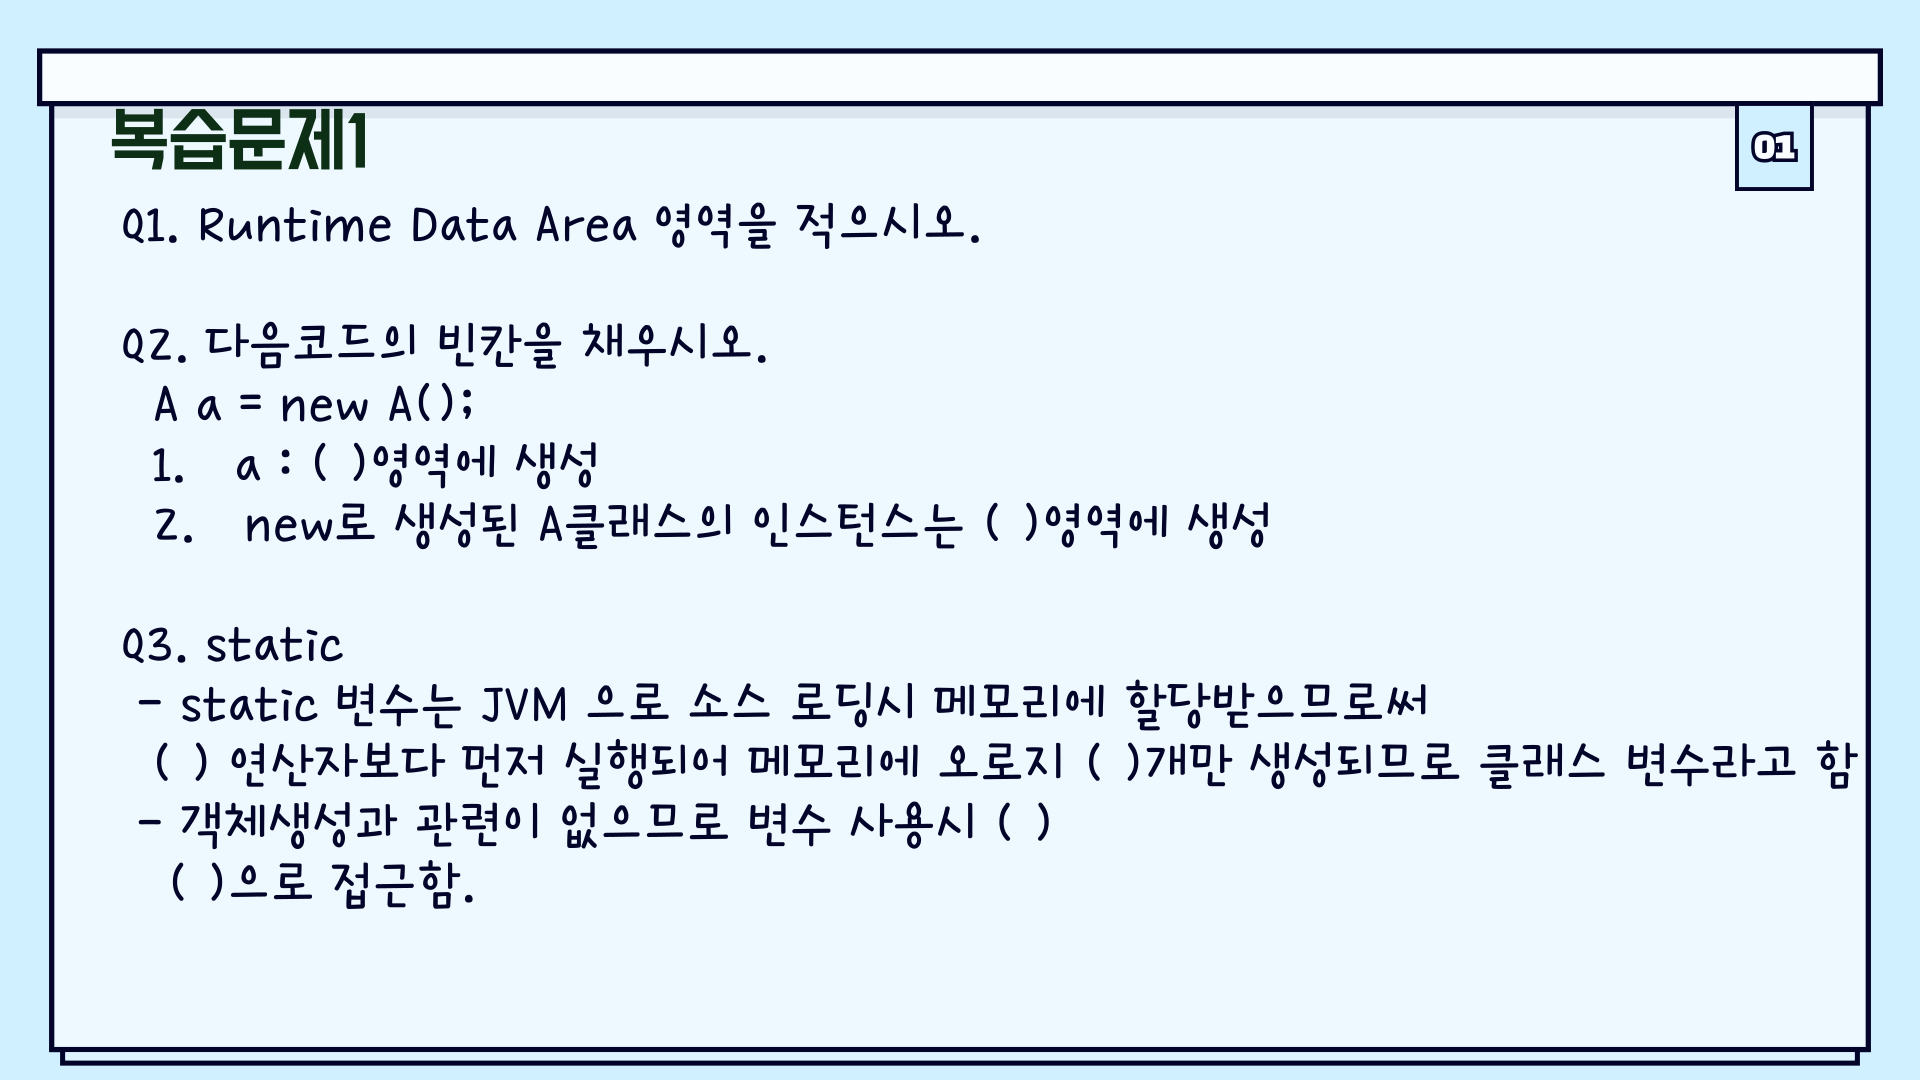 복습문제1
01
Q1. Runtime Data Area 영역을 적으시오.
Q2. 다음코드의 빈칸을 채우시오.
A a = new A();
1. a : ( )영역에 생성
2. new로 생성된 A클래스의 인스턴스는 ( )영역에 생성
Q3. static
- static 변수는 JVM 으로 소스 로딩시 메모리에 할당받으므로써
( ) 연산자보다 먼저 실행되어 메모리에 오로지 ( )개만 생성되므로 클래스 변수라고 함
- 객체생성과 관련이 없으므로 변수 사용시 ( )
( )으로 접근함.